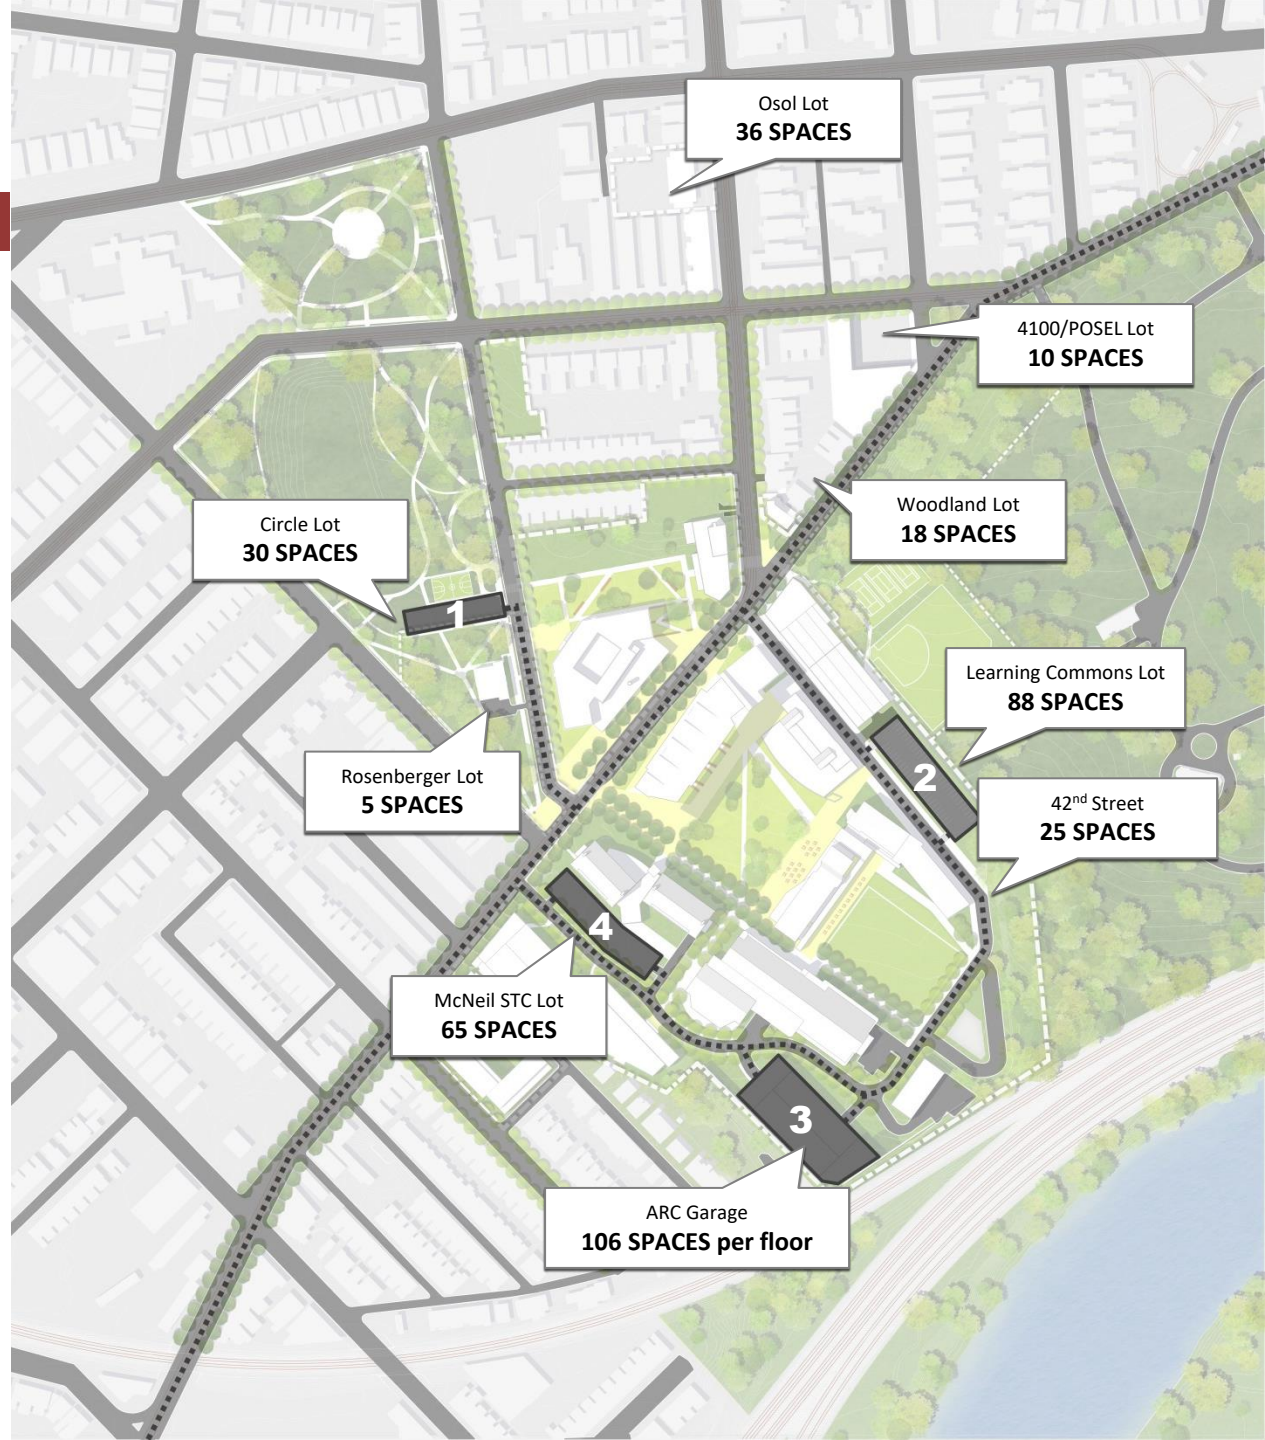 Osol Lot
36 SPACES
4100/POSEL Lot
10 SPACES
Woodland Lot
18 SPACES
Circle Lot
30 SPACES
1
Learning Commons Lot
88 SPACES
Rosenberger Lot
5 SPACES
2
42nd Street
25 SPACES
4
McNeil STC Lot
65 SPACES
3
ARC Garage
106 SPACES per floor